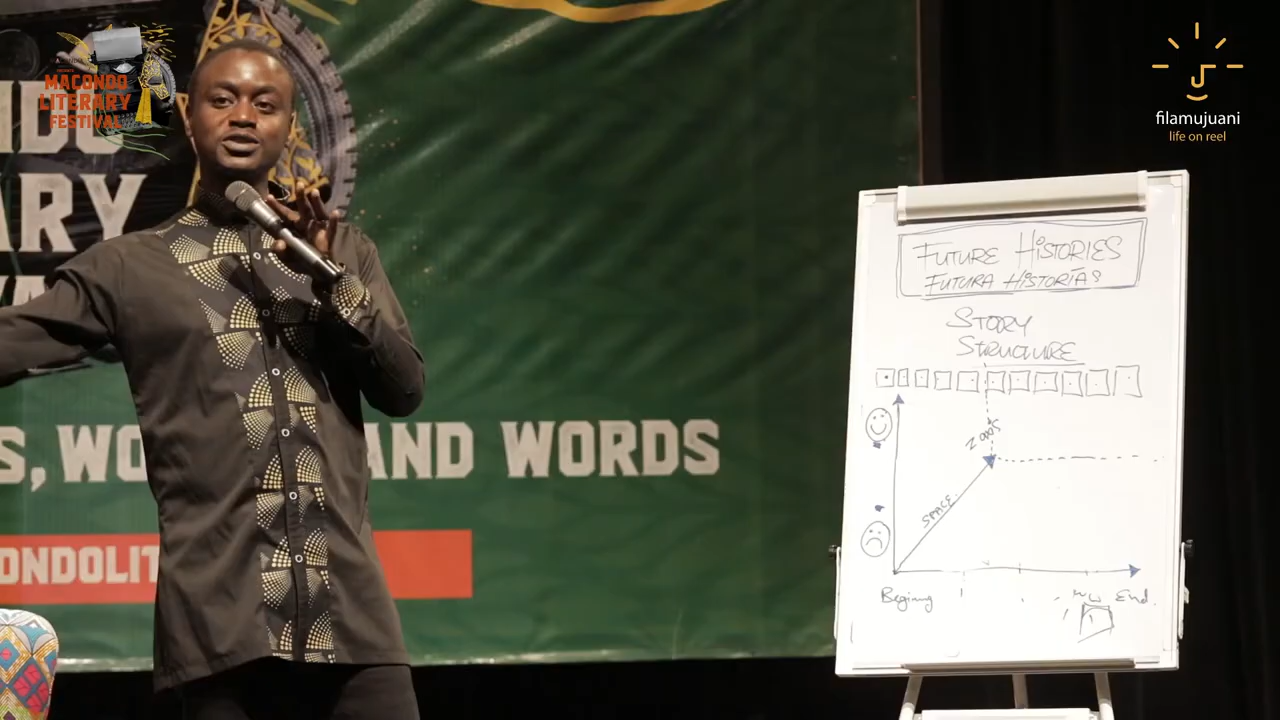 MACONDO
LITERARY
FESTIVAL
ARY
S, WO
AND WORDS
ONDOLIT
filamujuani
life on reel
FUTURE HISTORIES
FUTURA HISTORIAS
STORY
STRUCTURE
SPACE
Begining
End.